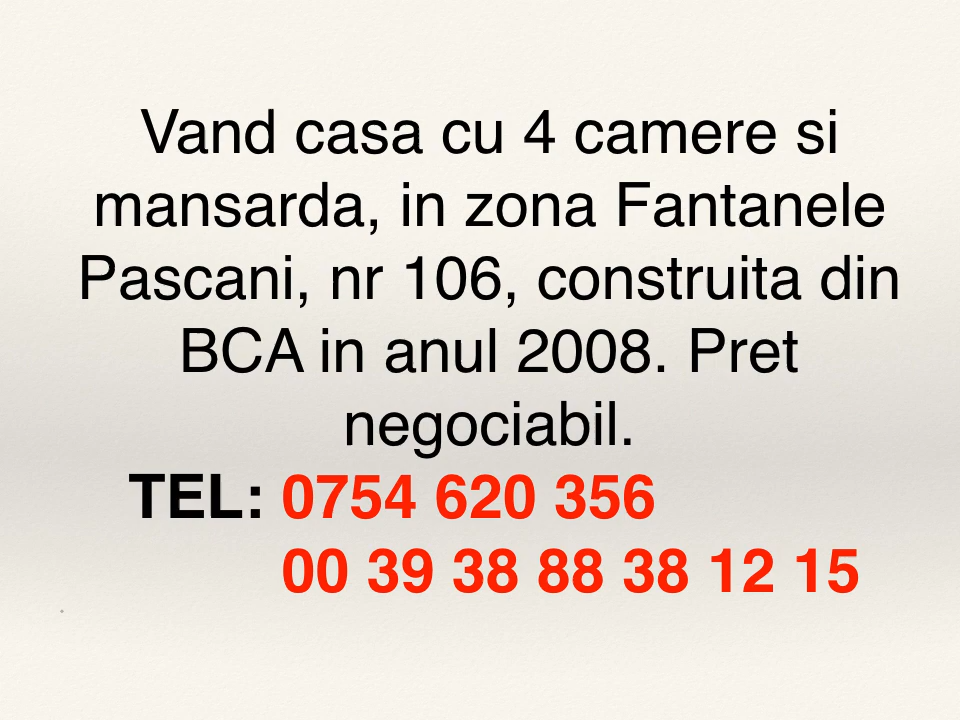 Vand casa cu 4 camere si
mansarda, in zona Fantanele
Pascani, nr 106, construita din
BCA in anul 2008. Pret
negociabil.
TEL: 0754 620 356
00 39 38 88 38 12 15